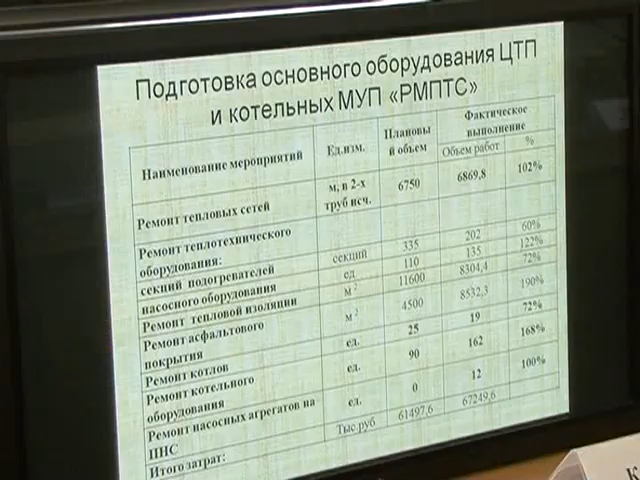 Подготовка основного оборудования ЦТП
и котельных МУП «РМПТС»
Наименование мероприятий Ед.изм. Плановы
й объем Фактическое
выполнение
Объем работ %
Ремонт тепловых сетей м, в 2-х
труб исч. 6750 6869,8 102%
Ремонт теплотехнического
оборудования:
секций подогревателей секций 335 202 60%
насосного оборудования ед 110 135 122%
Ремонт тепловой изоляции м 2 11600 8304,4 72%
Ремонт асфальтового
покрытия м 2 4500 8532,3 190%
Ремонт котлов ед. 25 19 72%
Ремонт котельного
оборудования ед. 90 162 168%
Ремонт насосных агрегатов на
ПНС ед. 0 12 100%
Итого затрат: Тыс.руб 61497,6 67249,6
К